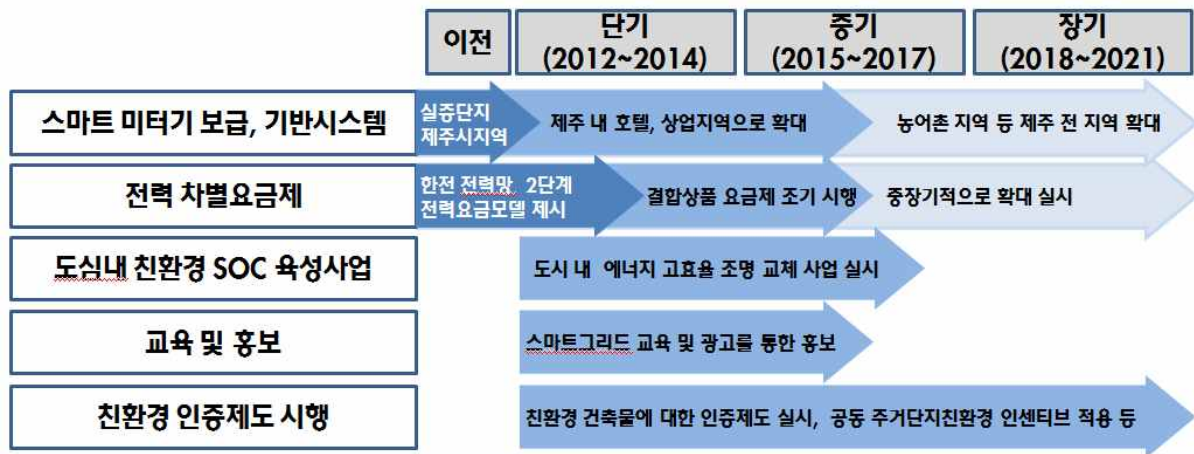 이전
단기
(2012~2014)
중기
(2015~2017)
장기
(2018~2021)
스마트 미터기 보급, 기반시스템
실증단지
제주시지역
제주 내 호텔, 상업지역으로 확대
농어촌 지역 등 제주 전 지역 확대
전력 차별요금제
한전 전력망 2단계
전력요금모델 제시
결합상품 요금제 조기 시행
중장기적으로 확대 실시
도심내 친환경 SOC 육성사업
도시 내 에너지 고효율 조명 교체 사업 실시
교육 및 홍보
스마트그리드 교육 및 광고를 통한 홍보
친환경 인증제도 시행
친환경 건축물에 대한 인증제도 실시, 공동 주거단지친환경 인센티브 적용 등